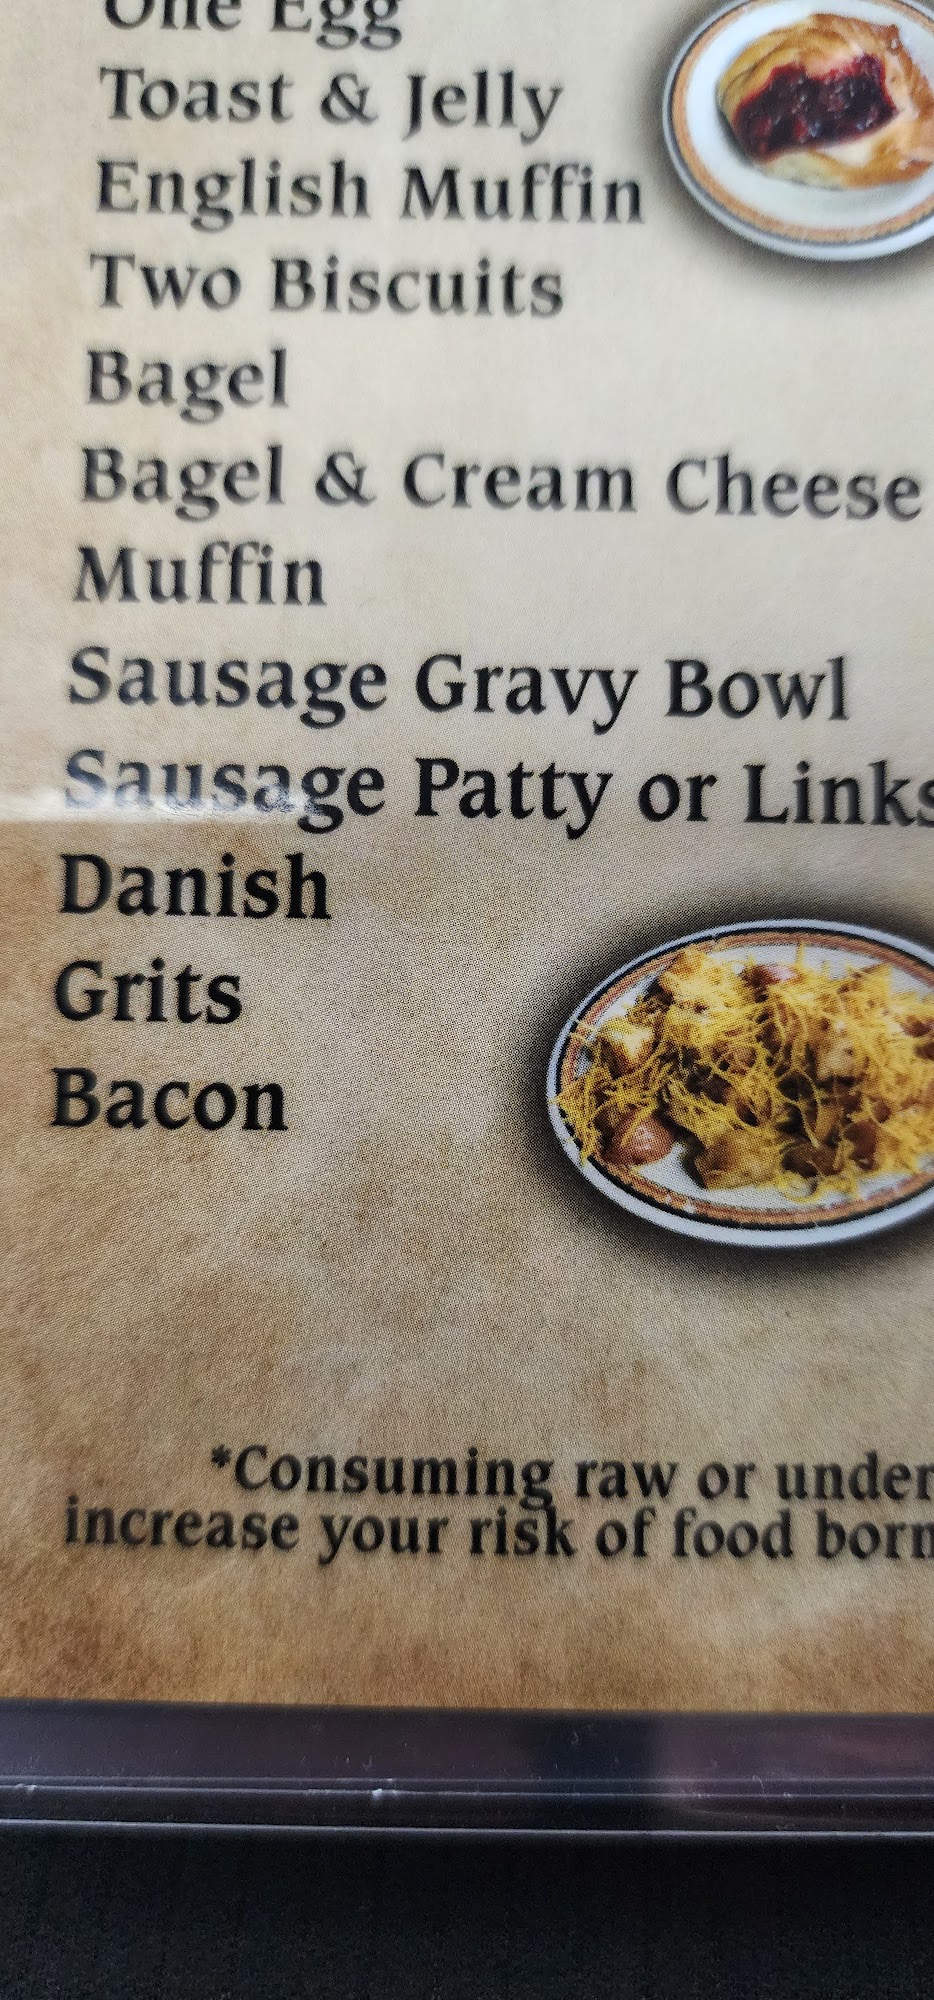 One Egg
Toast & Jelly
English Muffin
Two Biscuits
Bagel
Bagel & Cream Cheese
Muffin
Sausage Gravy Bowl
Sausage Patty or Links
Danish
Grits
Bacon
*Consuming raw or under
increase your risk of food born